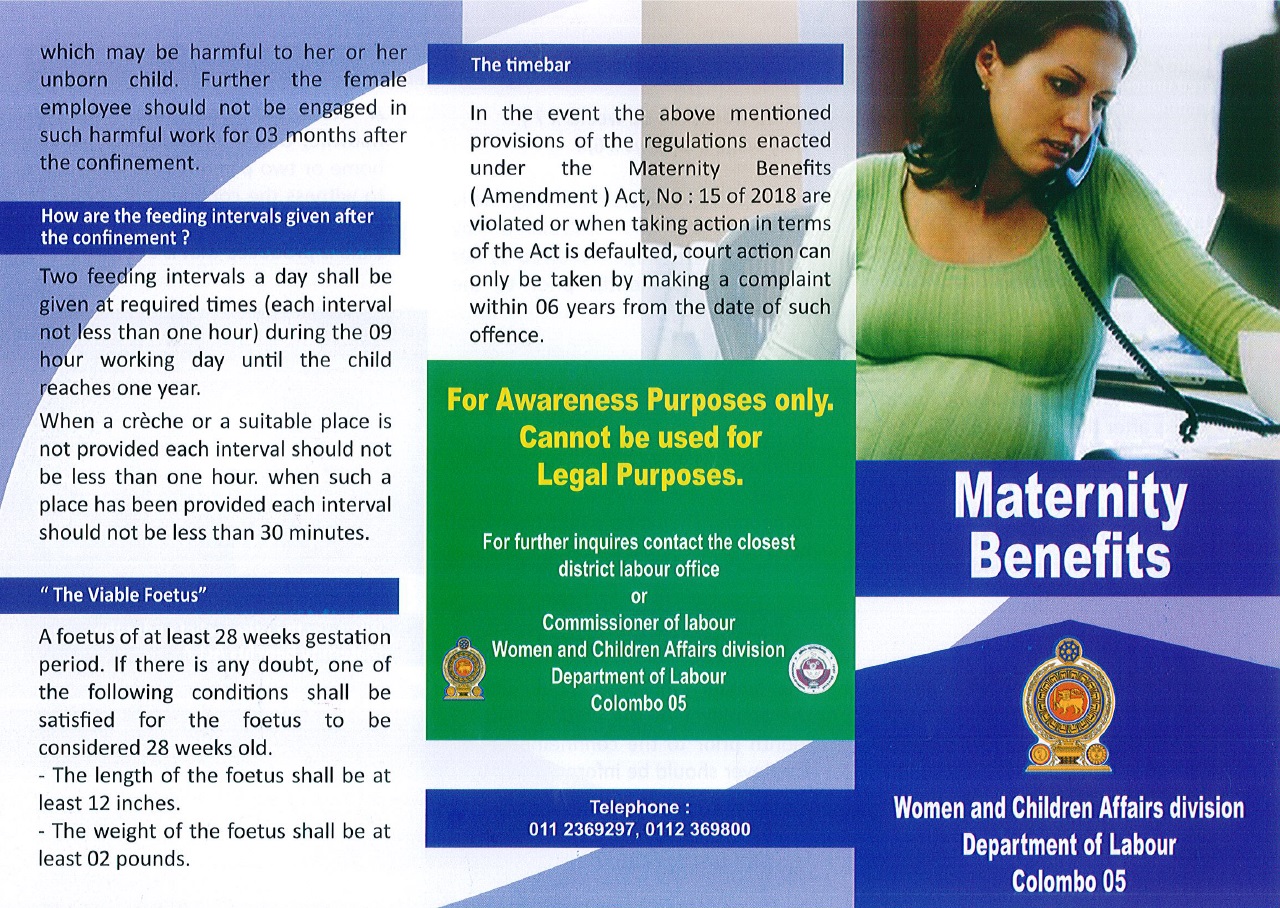 which may be harmful to her or her
unborn child. Further the female
employee should not be engaged in
such harmful work for 03 months after
the confinement.
How are the feeding intervals given after
the confinement ?
Two feeding intervals a day shall be
given at required times (each interval
not less than one hour) during the 09
hour working day until the child
reaches one year.
When a crèche or a suitable place is
not provided each interval should not
be less than one hour. when such a
place has been provided each interval
should not be less than 30 minutes.
“ The Viable Foetus”
A foetus of at least 28 weeks gestation
period. If there is any doubt, one of
the following conditions shall be
satisfied for the foetus to be
considered 28 weeks old.
- The length of the foetus shall be at
least 12 inches.
- The weight of the foetus shall be at
least 02 pounds.
The timebar
In the event the above mentioned
provisions of the regulations enacted
under the Maternity Benefits
( Amendment ) Act, No : 15 of 2018 are
violated or when taking action in terms
of the Act is defaulted, court action can
only be taken by making a complaint
within 06 years from the date of such
offence.
For Awareness Purposes only.
Cannot be used for
Legal Purposes.
For further inquires contact the closest
district labour office
or
Commissioner of labour
Women and Children Affairs division
Department of Labour
Colombo 05
Telephone :
011 2369297, 0112 369800
Maternity
Benefits
Women and Children Affairs division
Department of Labour
Colombo 05